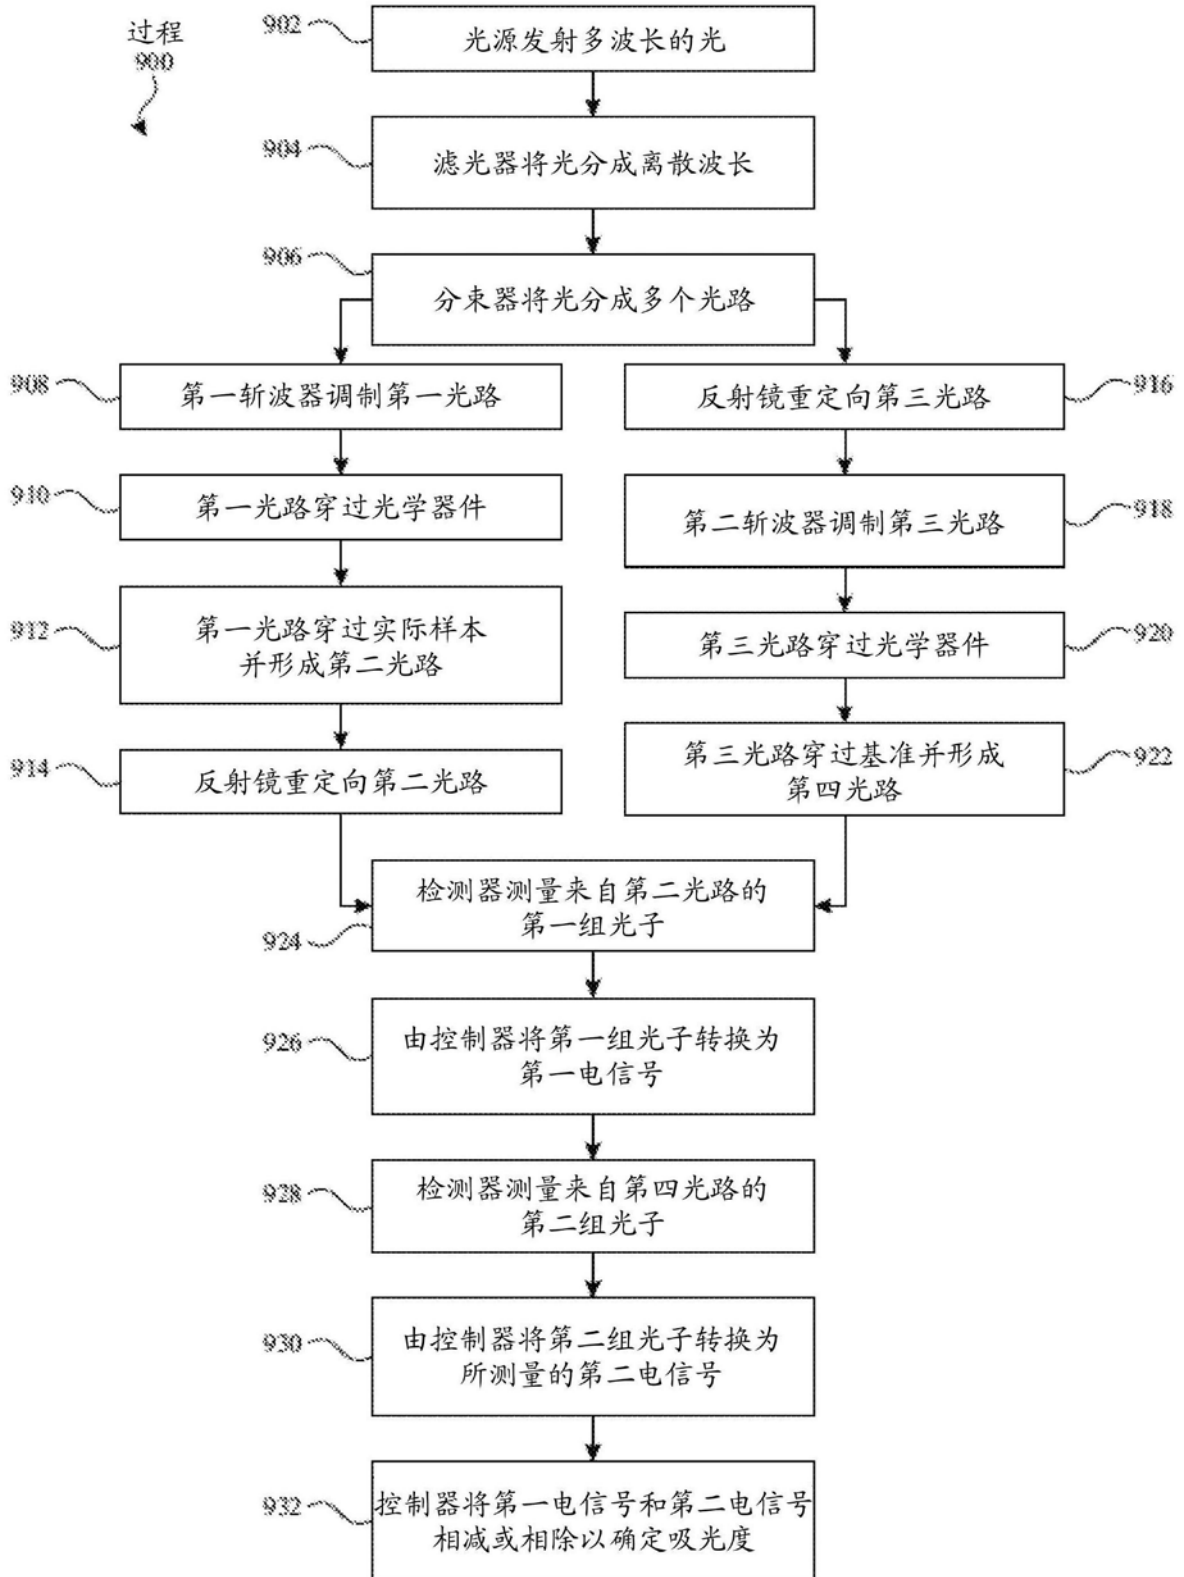 过程
900
902
光源发射多波长的光
904
滤光器将光分成离散波长
906
分束器将光分成多个光路
908
第一斩波器调制第一光路
910
第一光路穿过光学器件
912
第一光路穿过实际样本
并形成第二光路
914
反射镜重定向第二光路
反射镜重定向第三光路
916
第二斩波器调制第三光路
918
第三光路穿过光学器件
920
第三光路穿过基准并形成
第四光路
922
检测器测量来自第二光路的
第一组光子
924
926
由控制器将第一组光子转换为
第一电信号
928
检测器测量来自第四光路的
第二组光子
930
由控制器将第二组光子转换为
所测量的第二电信号
932
控制器将第一电信号和第二电信号
相减或相除以确定吸光度